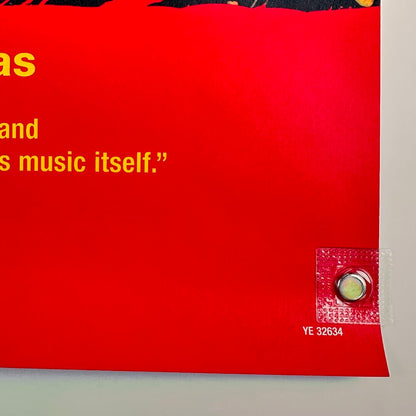 as
and
s music itself.”
YE 32634